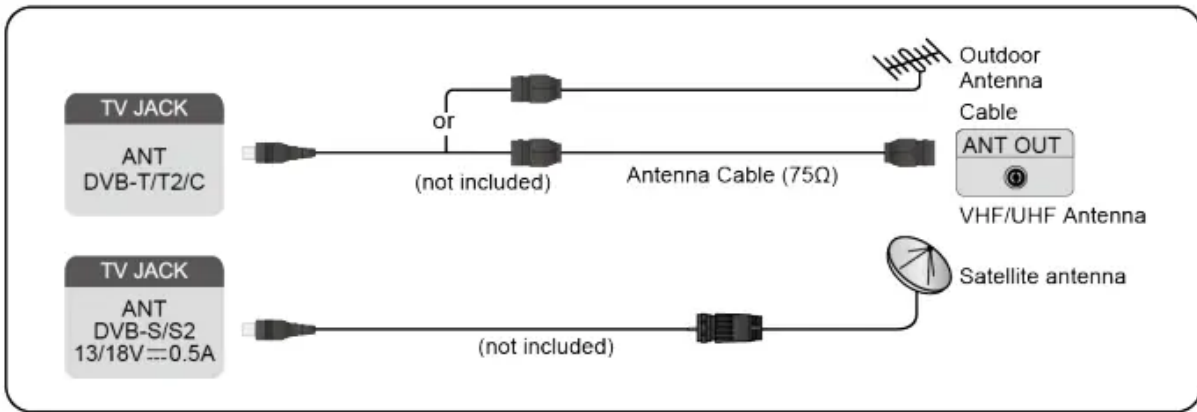 TV JACK
ANT
DVB-T/T2/C
or
(not included)
Antenna Cable (75Ω)
Outdoor
Antenna
Cable
ANT OUT
VHF/UHF Antenna
TV JACK
ANT
DVB-S/S2
13/18V⎓0.5A
(not included)
Satellite antenna